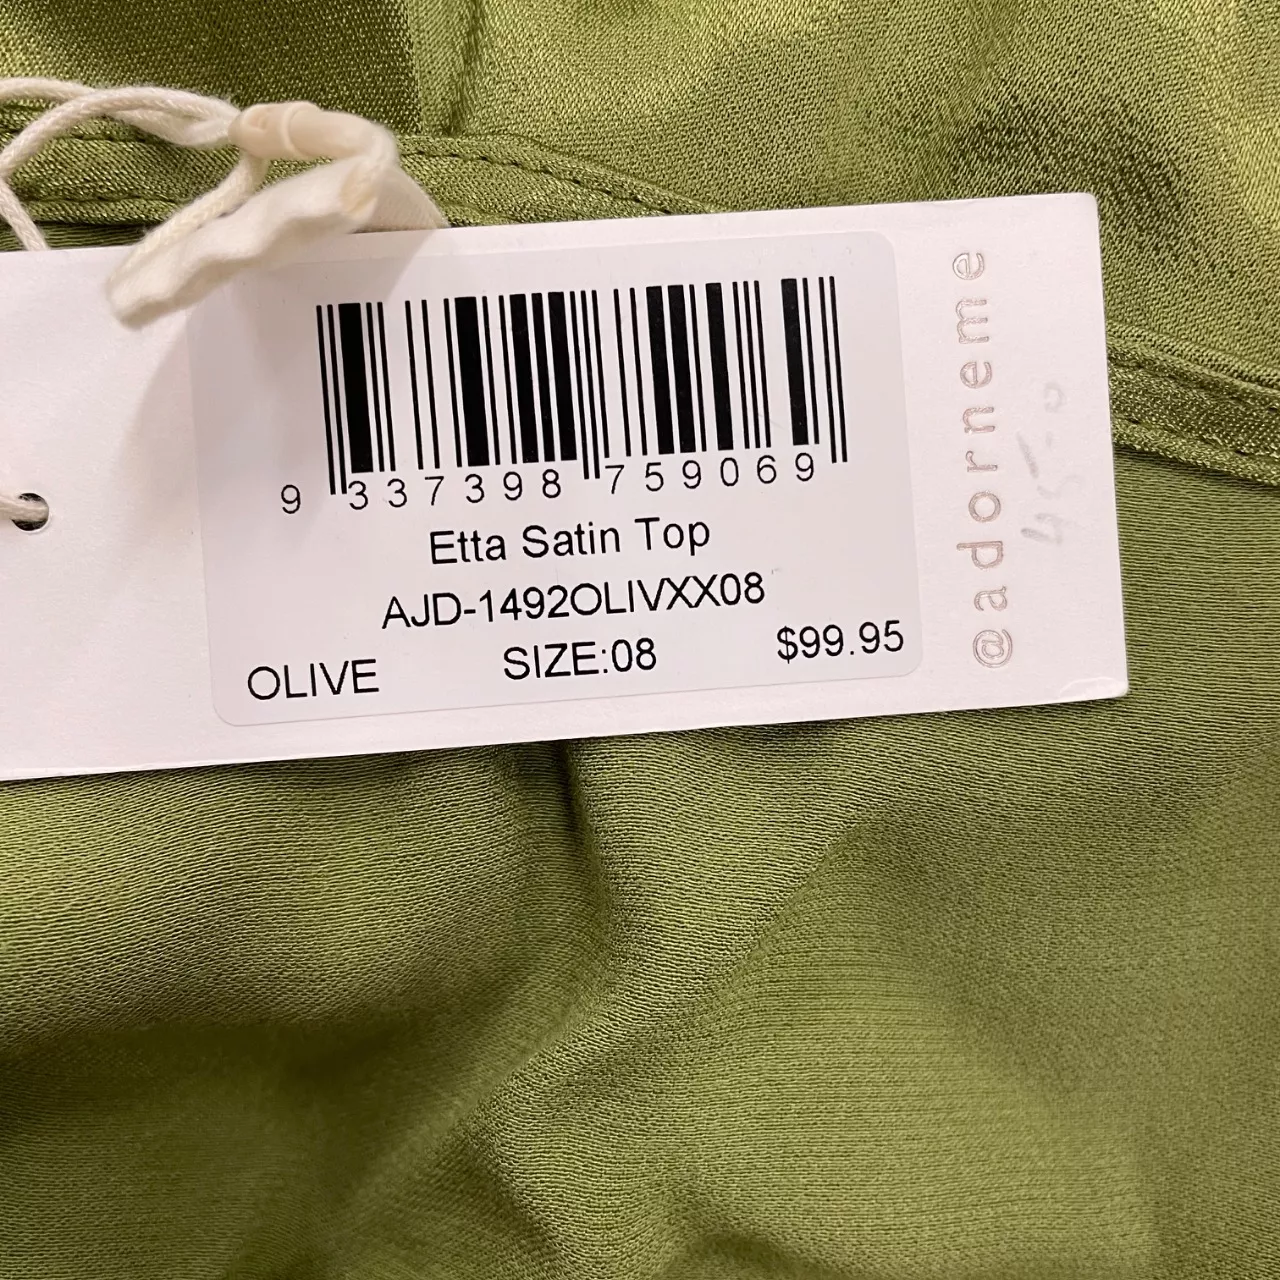 9 337398 759069
Etta Satin Top
AJD-1492OLIVXX08
OLIVE SIZE:08 $99.95
@adorneme